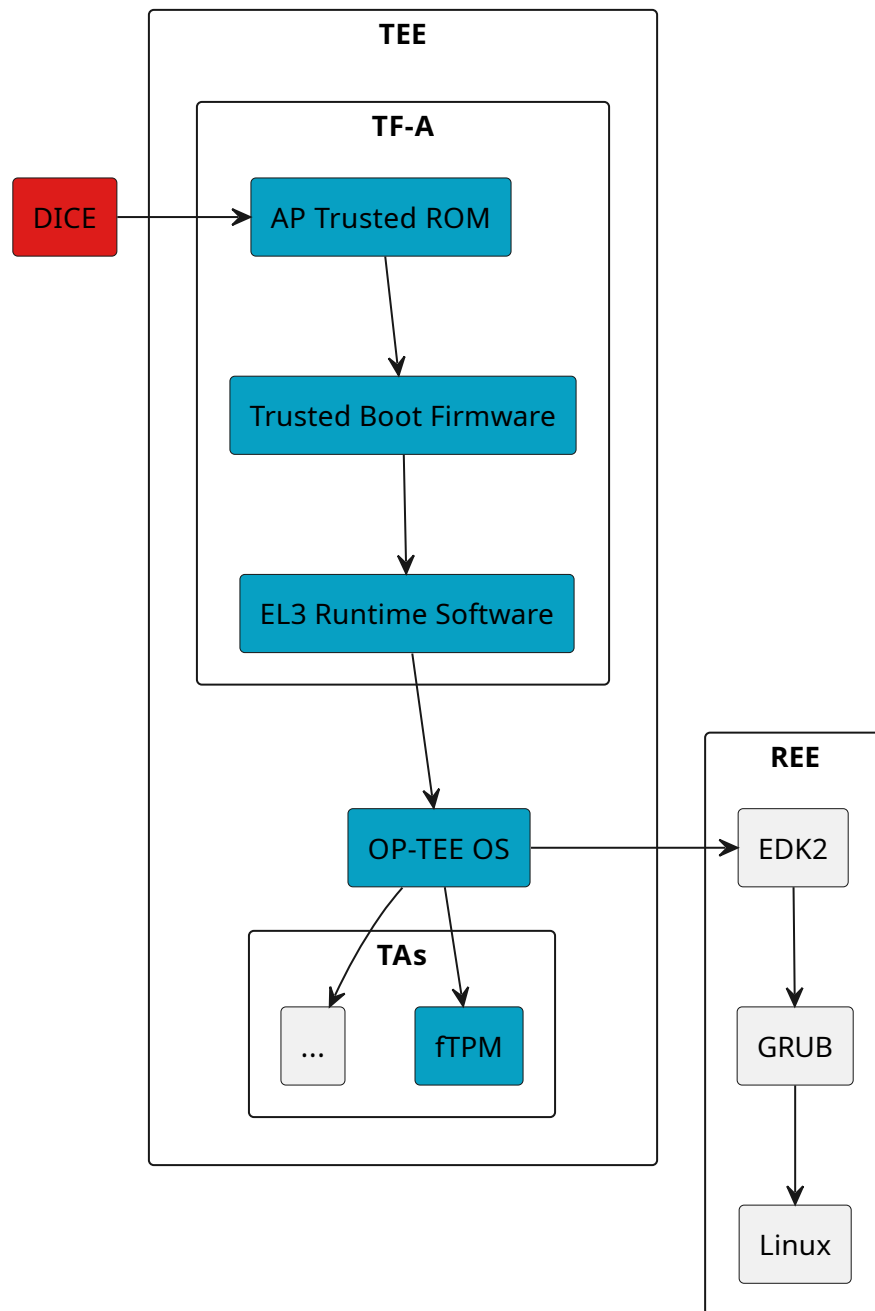 TEE
TF-A
DICE
AP Trusted ROM
Trusted Boot Firmware
EL3 Runtime Software
REE
OP-TEE OS
EDK2
TAs
...
fTPM
GRUB
Linux